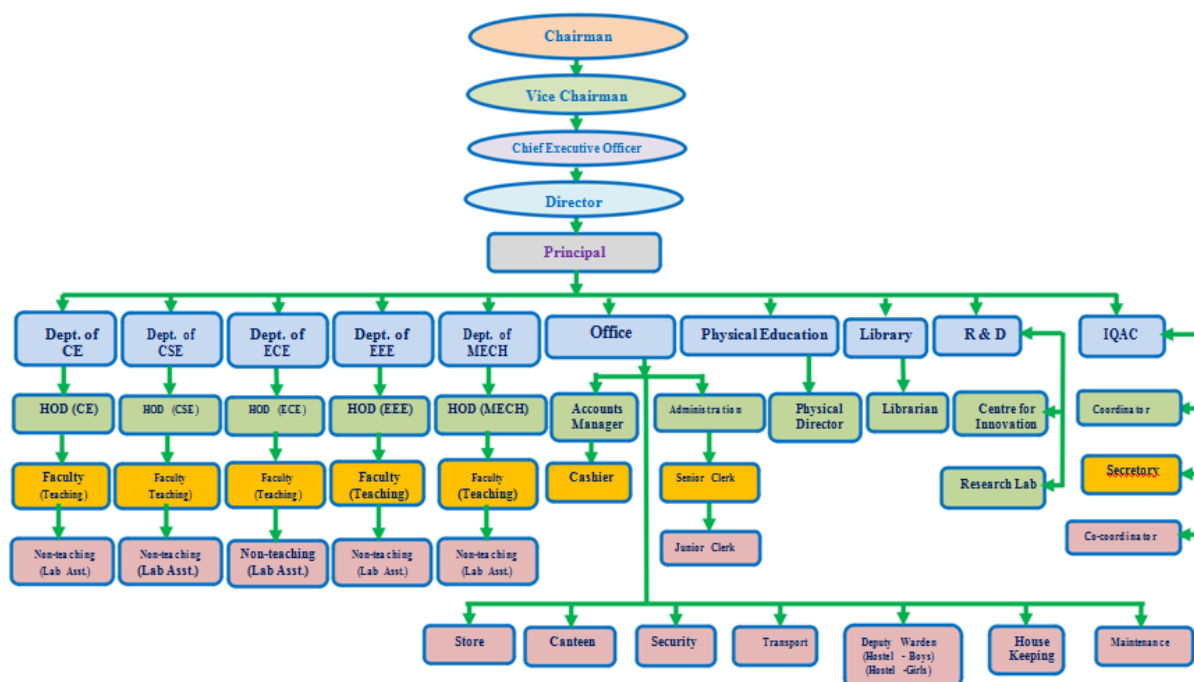 Chairman
Vice Chairman
Chief Executive Officer
Director
Principal
Dept. of
CE
Dept. of
CSE
Dept. of
ECE
Dept. of
EEE
Dept. of
MECH
Office
Physical Education
Library
R & D
IQAC
HOD (CE)
HOD (CSE)
HOD (ECE)
HOD (EEE)
HOD (MECH)
Accounts
Manager
Administration
Physical
Director
Librarian
Centre for
Innovation
Coordinator
Faculty
(Teaching)
Faculty
Teaching)
Faculty
(Teaching)
Faculty
(Teaching)
Faculty
(Teaching)
Cashier
Senior Clerk
Research Lab
Secretory
Non-teaching
(Lab Asst.)
Non-teaching
(Lab Asst.)
Non-teaching
(Lab Asst.)
Non-teaching
(Lab Asst.)
Non-teaching
(Lab Asst.)
Junior Clerk
Co-coordinator
Store
Canteen
Security
Transport
Deputy Warden
(Hostel - Boys)
(Hostel -Girls)
House
Keeping
Maintenance